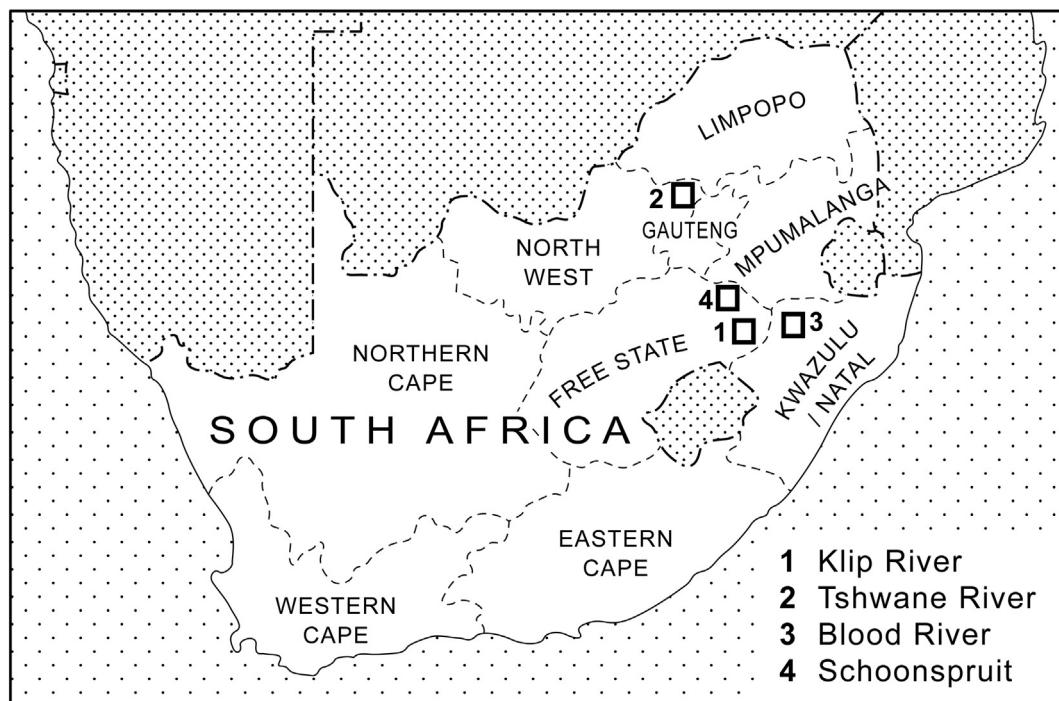 LIMPOPO
2
GAUTENG
MPUMALANGA
NORTH
WEST
4
1
3
NORTHERN
CAPE
FREE STATE
KWAZULU
/ NATAL
SOUTH AFRICA
EASTERN
CAPE
WESTERN
CAPE
1 Klip River
2 Tshwane River
3 Blood River
4 Schoonspruit